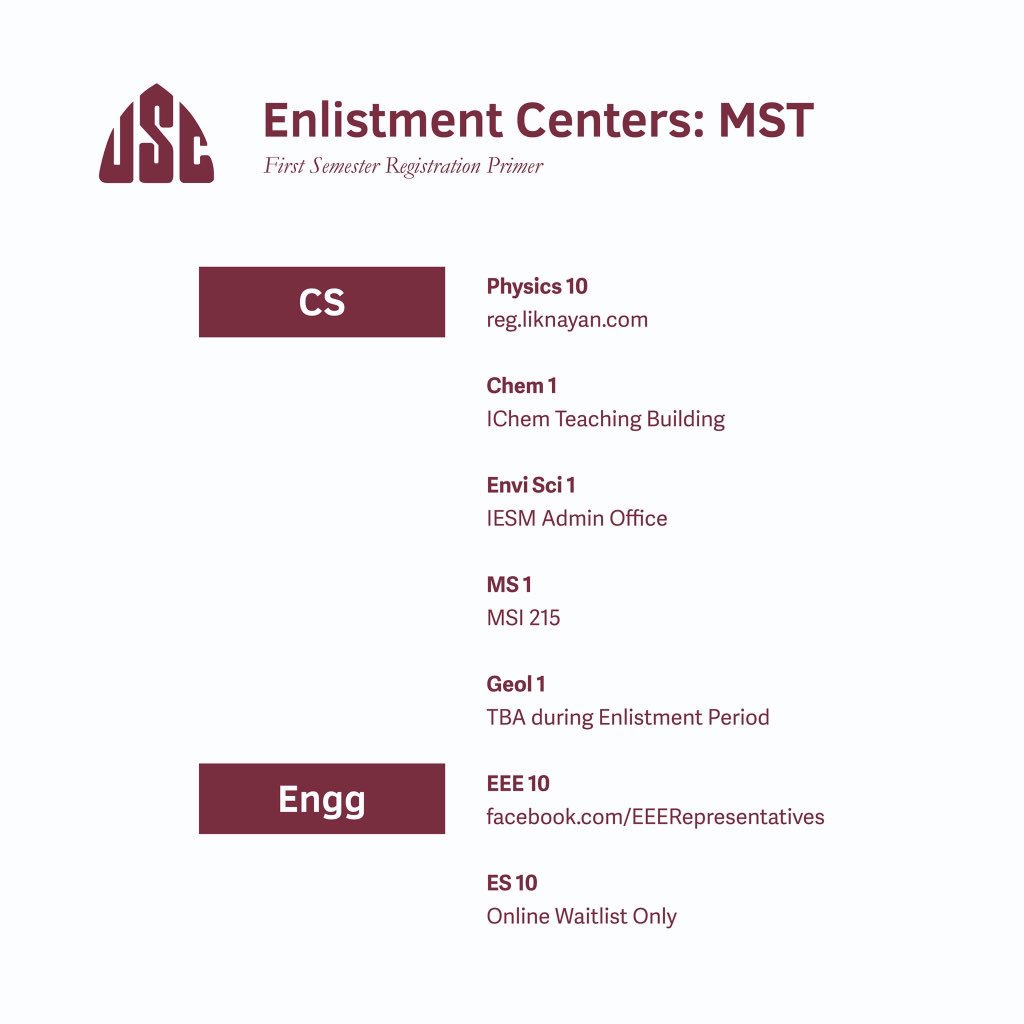 USC
Enlistment Centers: MST
First Semester Registration Primer
CS
Physics 10
reg.liknayan.com
Chem 1
IChem Teaching Building
Envi Sci 1
IESM Admin Office
MS 1
MSI 215
Geol 1
TBA during Enlistment Period
Engg
EEE 10
facebook.com/EEERepresentatives
ES 10
Online Waitlist Only